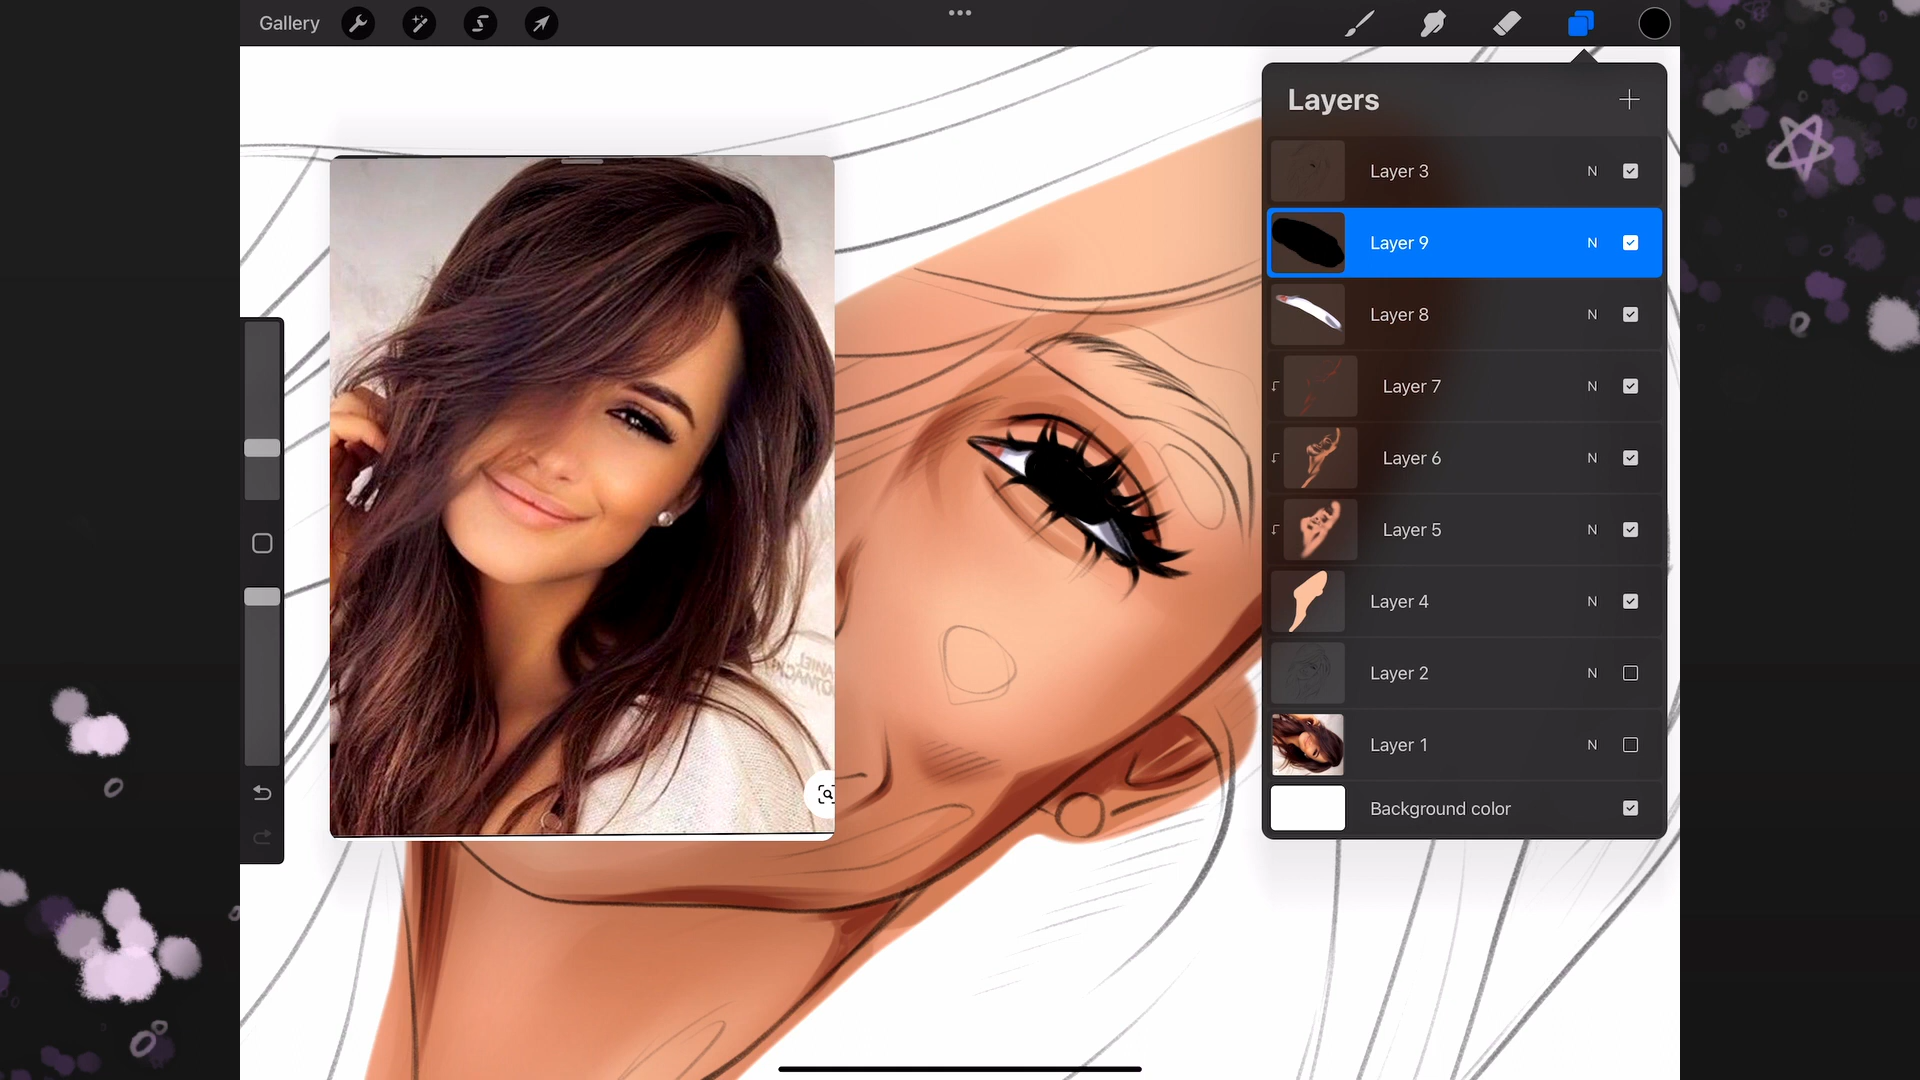 Gallery
Layers
Layer 3 N
Layer 9 N
Layer 8 N
Layer 7 N
Layer 6 N
Layer 5 N
Layer 4 N
Layer 2 N
Layer 1 N
Background color